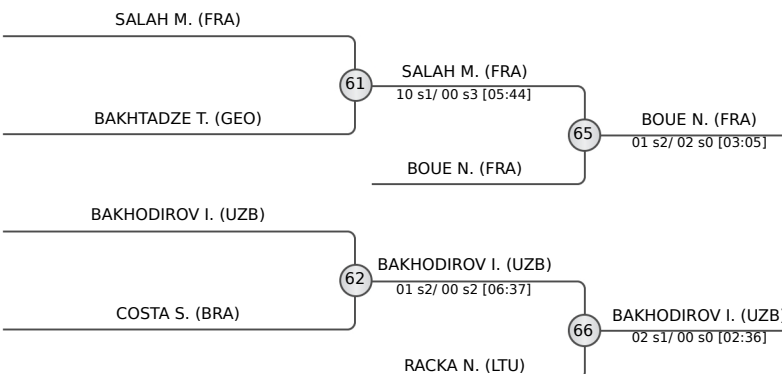 SALAH M. (FRA)
61
SALAH M. (FRA)
10 s1/ 00 s3 [05:44]
BAKHTADZE T. (GEO)
65
BOUE N. (FRA)
01 s2/ 02 s0 [03:05]
BOUE N. (FRA)
BAKHODIROV I. (UZB)
62
BAKHODIROV I. (UZB)
01 s2/ 00 s2 [06:37]
COSTA S. (BRA)
66
BAKHODIROV I. (UZB)
02 s1/ 00 s0 [02:36]
RACKA N. (LTU)